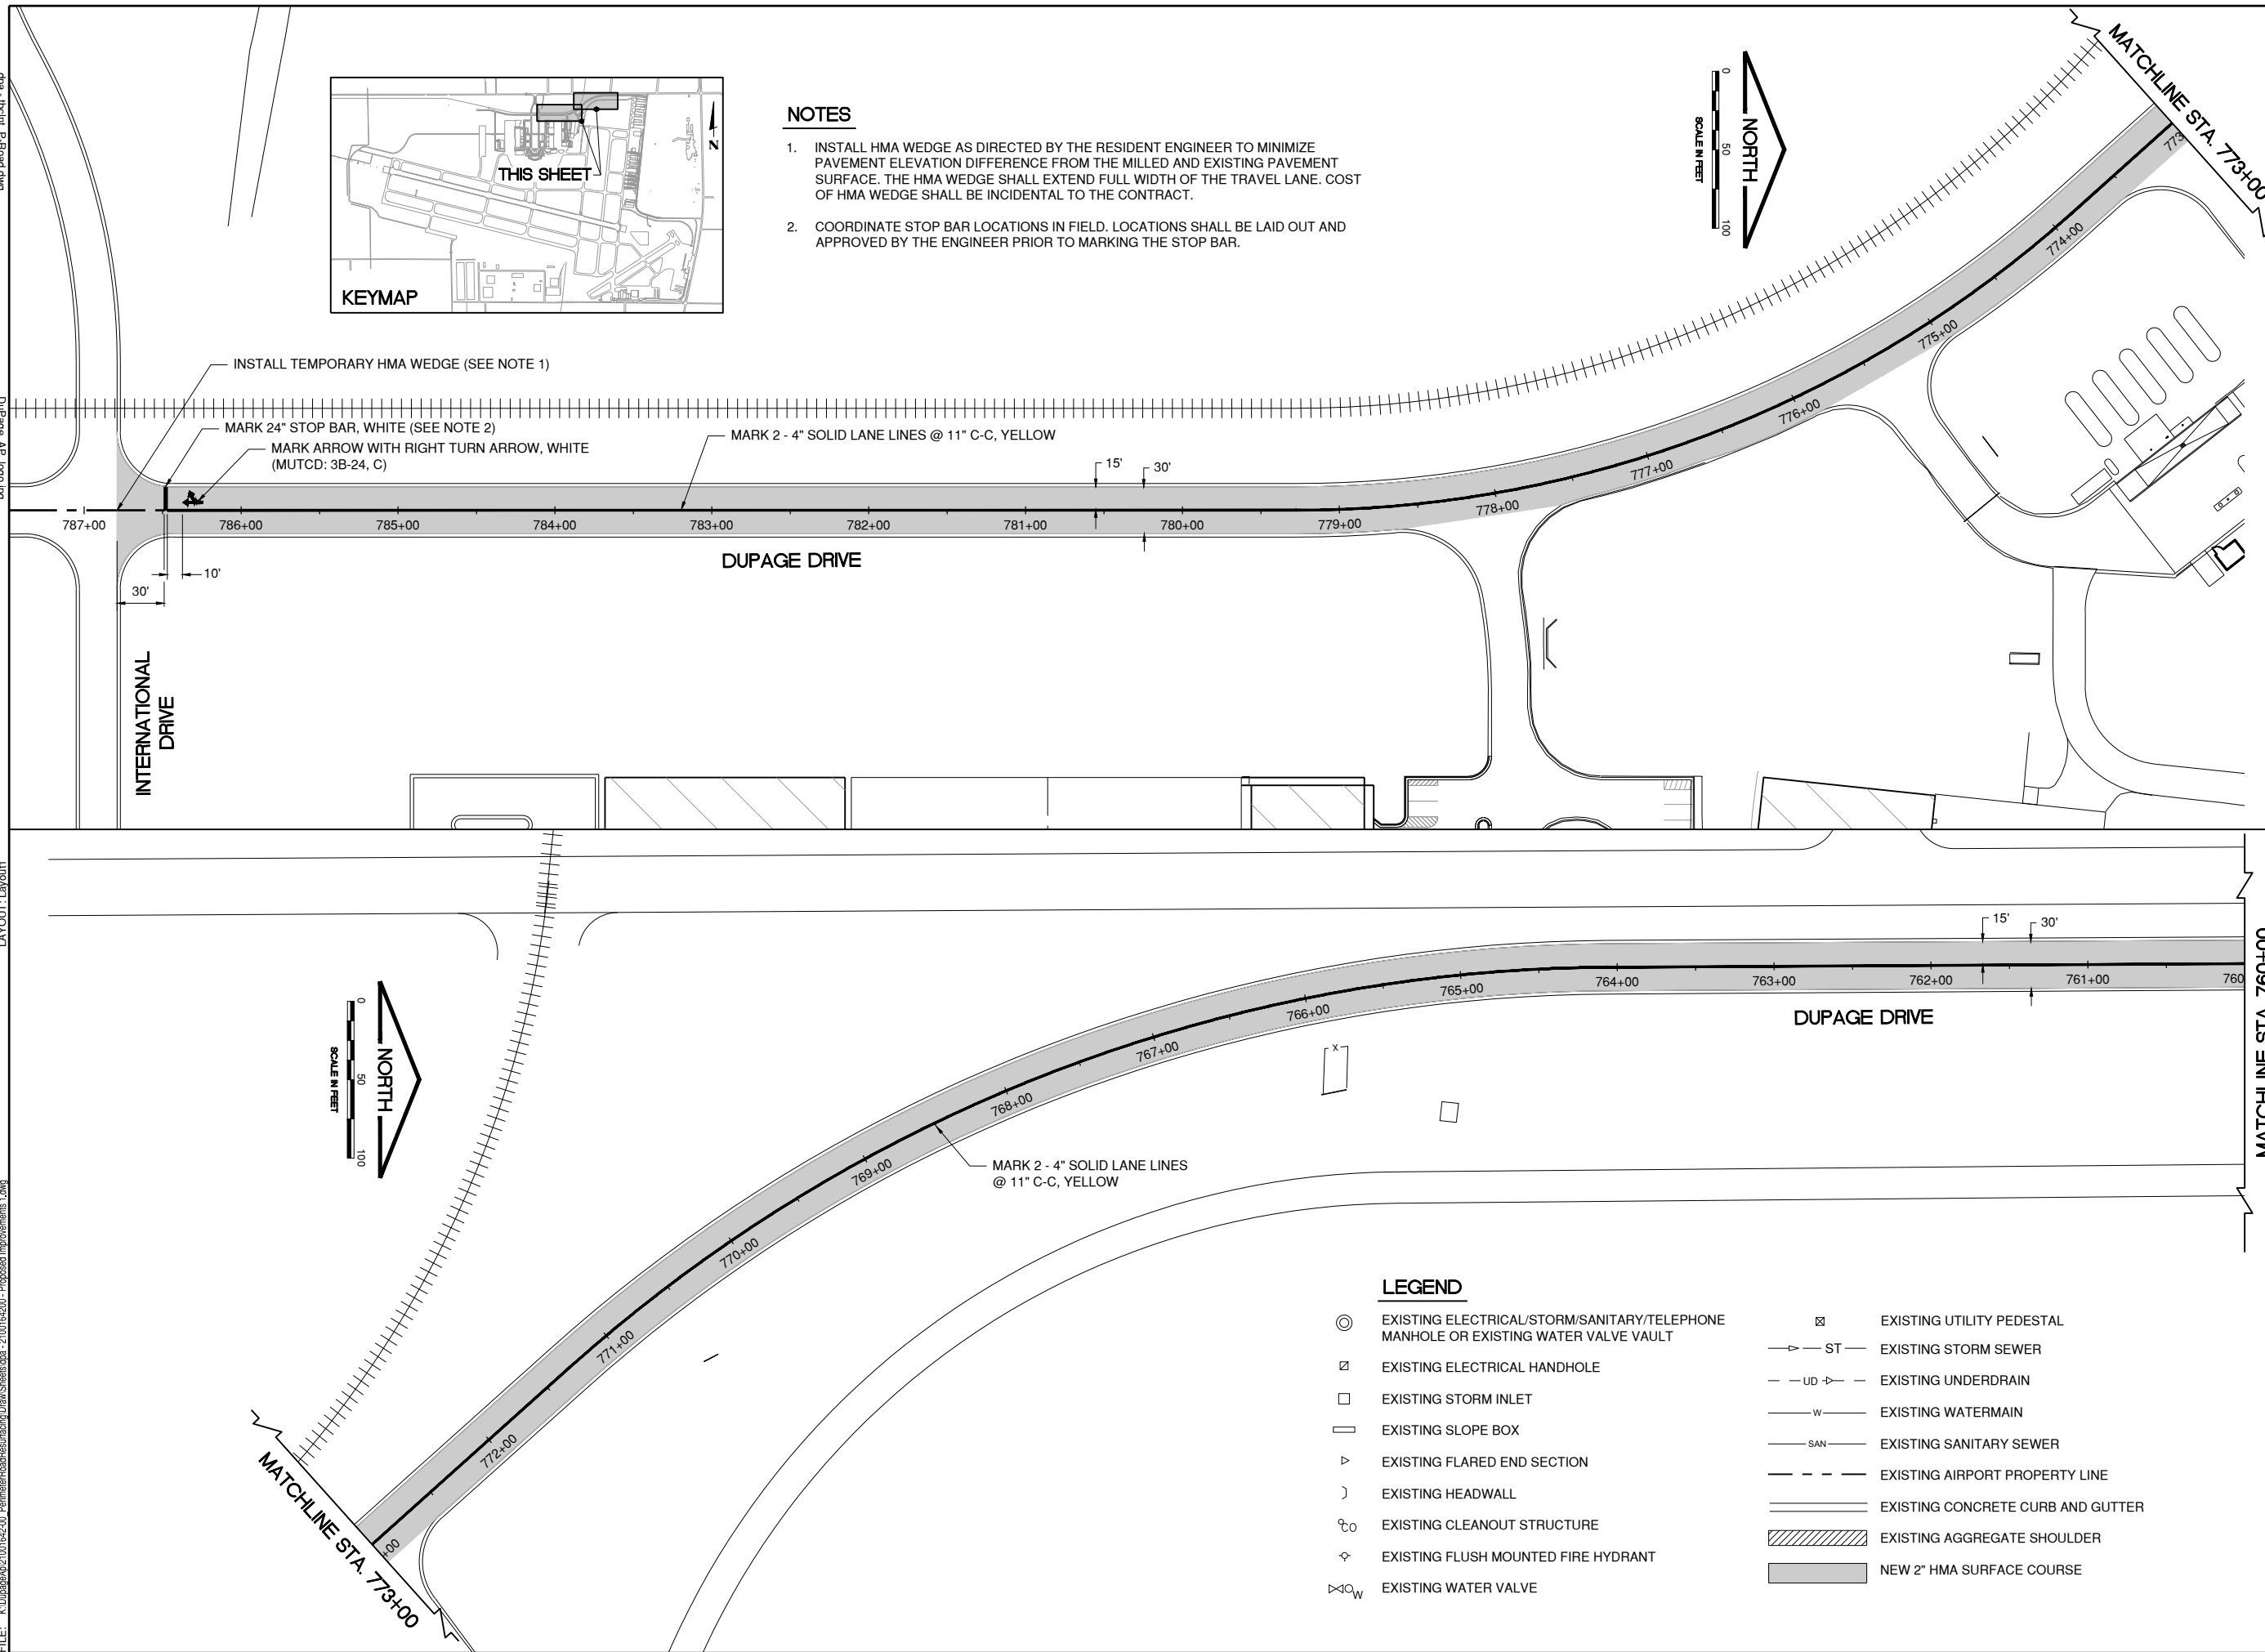 KEYMAP
THIS SHEET
N
NOTES
1. INSTALL HMA WEDGE AS DIRECTED BY THE RESIDENT ENGINEER TO MINIMIZE
PAVEMENT ELEVATION DIFFERENCE FROM THE MILLED AND EXISTING PAVEMENT
SURFACE. THE HMA WEDGE SHALL EXTEND FULL WIDTH OF THE TRAVEL LANE. COST
OF HMA WEDGE SHALL BE INCIDENTAL TO THE CONTRACT.
2. COORDINATE STOP BAR LOCATIONS IN FIELD. LOCATIONS SHALL BE LAID OUT AND
APPROVED BY THE ENGINEER PRIOR TO MARKING THE STOP BAR.
0 50 100
SCALE IN FEET
NORTH
MATCHLINE STA. 773+00
INSTALL TEMPORARY HMA WEDGE (SEE NOTE 1)
MARK 24" STOP BAR, WHITE (SEE NOTE 2)
MARK ARROW WITH RIGHT TURN ARROW, WHITE
(MUTCD: 3B-24, C)
MARK 2 - 4" SOLID LANE LINES @ 11" C-C, YELLOW
15'
30'
787+00
786+00
785+00
784+00
783+00
782+00
781+00
780+00
779+00
778+00
777+00
776+00
775+00
774+00
773
DUPAGE DRIVE
10'
30'
INTERNATIONAL
DRIVE
15'
30'
772+00
771+00
770+00
769+00
768+00
767+00
766+00
765+00
764+00
763+00
762+00
761+00
760
+00
DUPAGE DRIVE
MATCHLINE STA. 760+00
0 50 100
SCALE IN FEET
NORTH
X
MARK 2 - 4" SOLID LANE LINES
@ 11" C-C, YELLOW
MATCHLINE STA. 773+00
LEGEND
EXISTING ELECTRICAL/STORM/SANITARY/TELEPHONE
MANHOLE OR EXISTING WATER VALVE VAULT
EXISTING ELECTRICAL HANDHOLE
EXISTING STORM INLET
EXISTING SLOPE BOX
EXISTING FLARED END SECTION
EXISTING HEADWALL
CO EXISTING CLEANOUT STRUCTURE
EXISTING FLUSH MOUNTED FIRE HYDRANT
W EXISTING WATER VALVE
EXISTING UTILITY PEDESTAL
ST EXISTING STORM SEWER
UD EXISTING UNDERDRAIN
W EXISTING WATERMAIN
SAN EXISTING SANITARY SEWER
EXISTING AIRPORT PROPERTY LINE
EXISTING CONCRETE CURB AND GUTTER
EXISTING AGGREGATE SHOULDER
NEW 2" HMA SURFACE COURSE
LAYOUT: Layout1